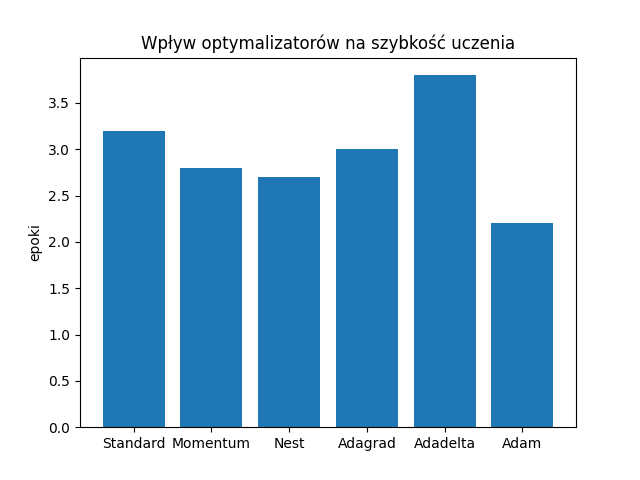 Wpływ optymalizatorów na szybkość uczenia
epoki
3.5
3.0
2.5
2.0
1.5
1.0
0.5
0.0
Standard Momentum Nest Adagrad Adadelta Adam